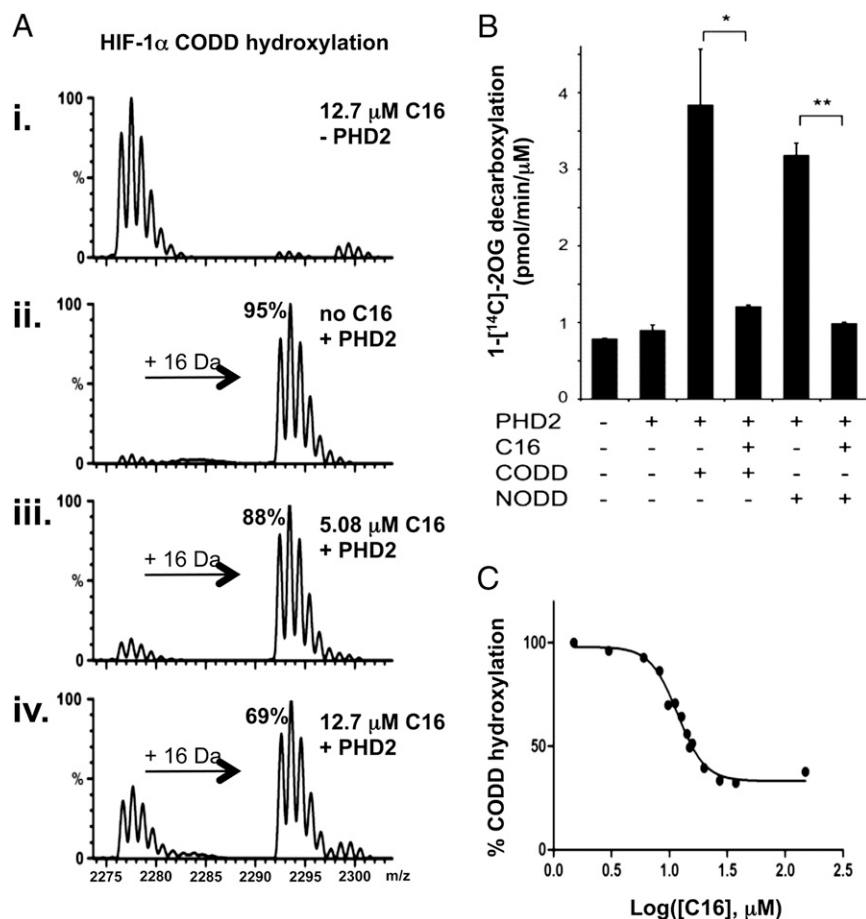 A
HIF-1α CODD hydroxylation
i.
100
%
0
12.7 μM C16
- PHD2
ii.
100
%
0
95%
+ 16 Da
no C16
+ PHD2
iii.
100
%
0
88%
+ 16 Da
5.08 μM C16
+ PHD2
iv.
100
%
0
69%
+ 16 Da
12.7 μM C16
+ PHD2
2275 2280 2285 2290 2295 2300 m/z
B
1-[¹⁴C]-2OG decarboxylation
(pmol/min/μM)
4
3
2
1
0
*
**
PHD2 - + + + + +
C16 - - - + - +
CODD - - + + - -
NODD - - - - + +
C
% CODD hydroxylation
100
50
0
0.0 0.5 1.0 1.5 2.0 2.5
Log([C16], μM)